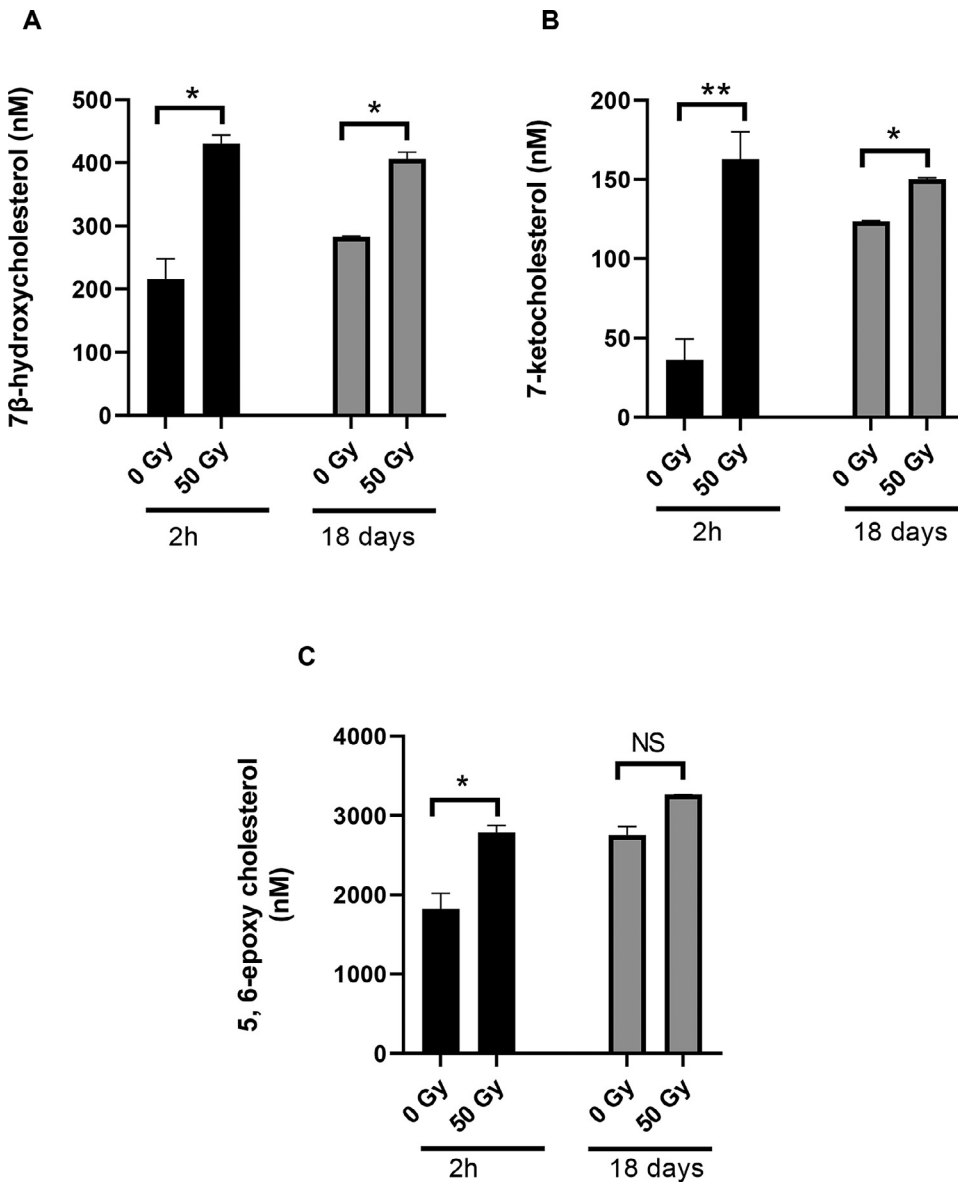 A
7β-hydroxycholesterol (nM)
500
400
300
200
100
0
*
*
0 Gy
50 Gy
0 Gy
50 Gy
2h
18 days
B
7-ketocholesterol (nM)
200
150
100
50
0
**
*
0 Gy
50 Gy
0 Gy
50 Gy
2h
18 days
C
5, 6-epoxy cholesterol
(nM)
4000
3000
2000
1000
0
*
NS
0 Gy
50 Gy
0 Gy
50 Gy
2h
18 days